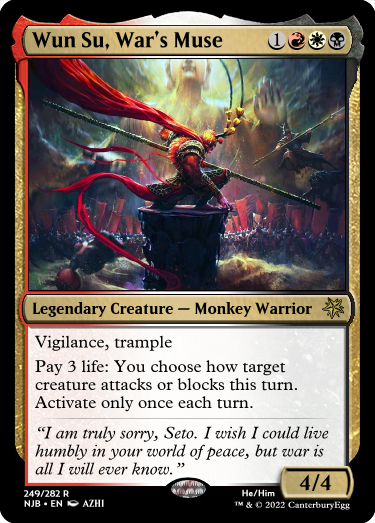 Wun Su, War's Muse 1
Legendary Creature — Monkey Warrior
Vigilance, trample
Pay 3 life: You choose how target
creature attacks or blocks this turn.
Activate only once each turn.
“I am truly sorry, Seto. I wish I could live
humbly in your world of peace, but war is
all I will ever know.”
4/4
249/282 R He/Him
NJB • EN AZHI ™ & © 2022 CanterburyEgg